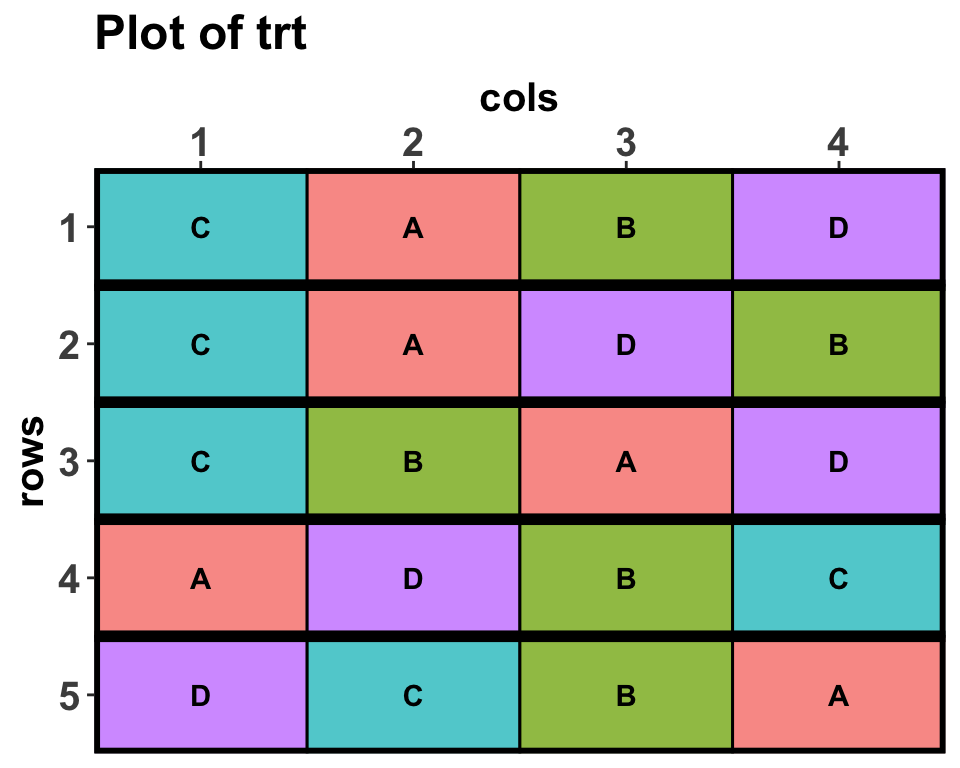 Plot of trt
cols
1 2 3 4
1 C A B D
2 C A D B
rows
3 C B A D
4 A D B C
5 D C B A